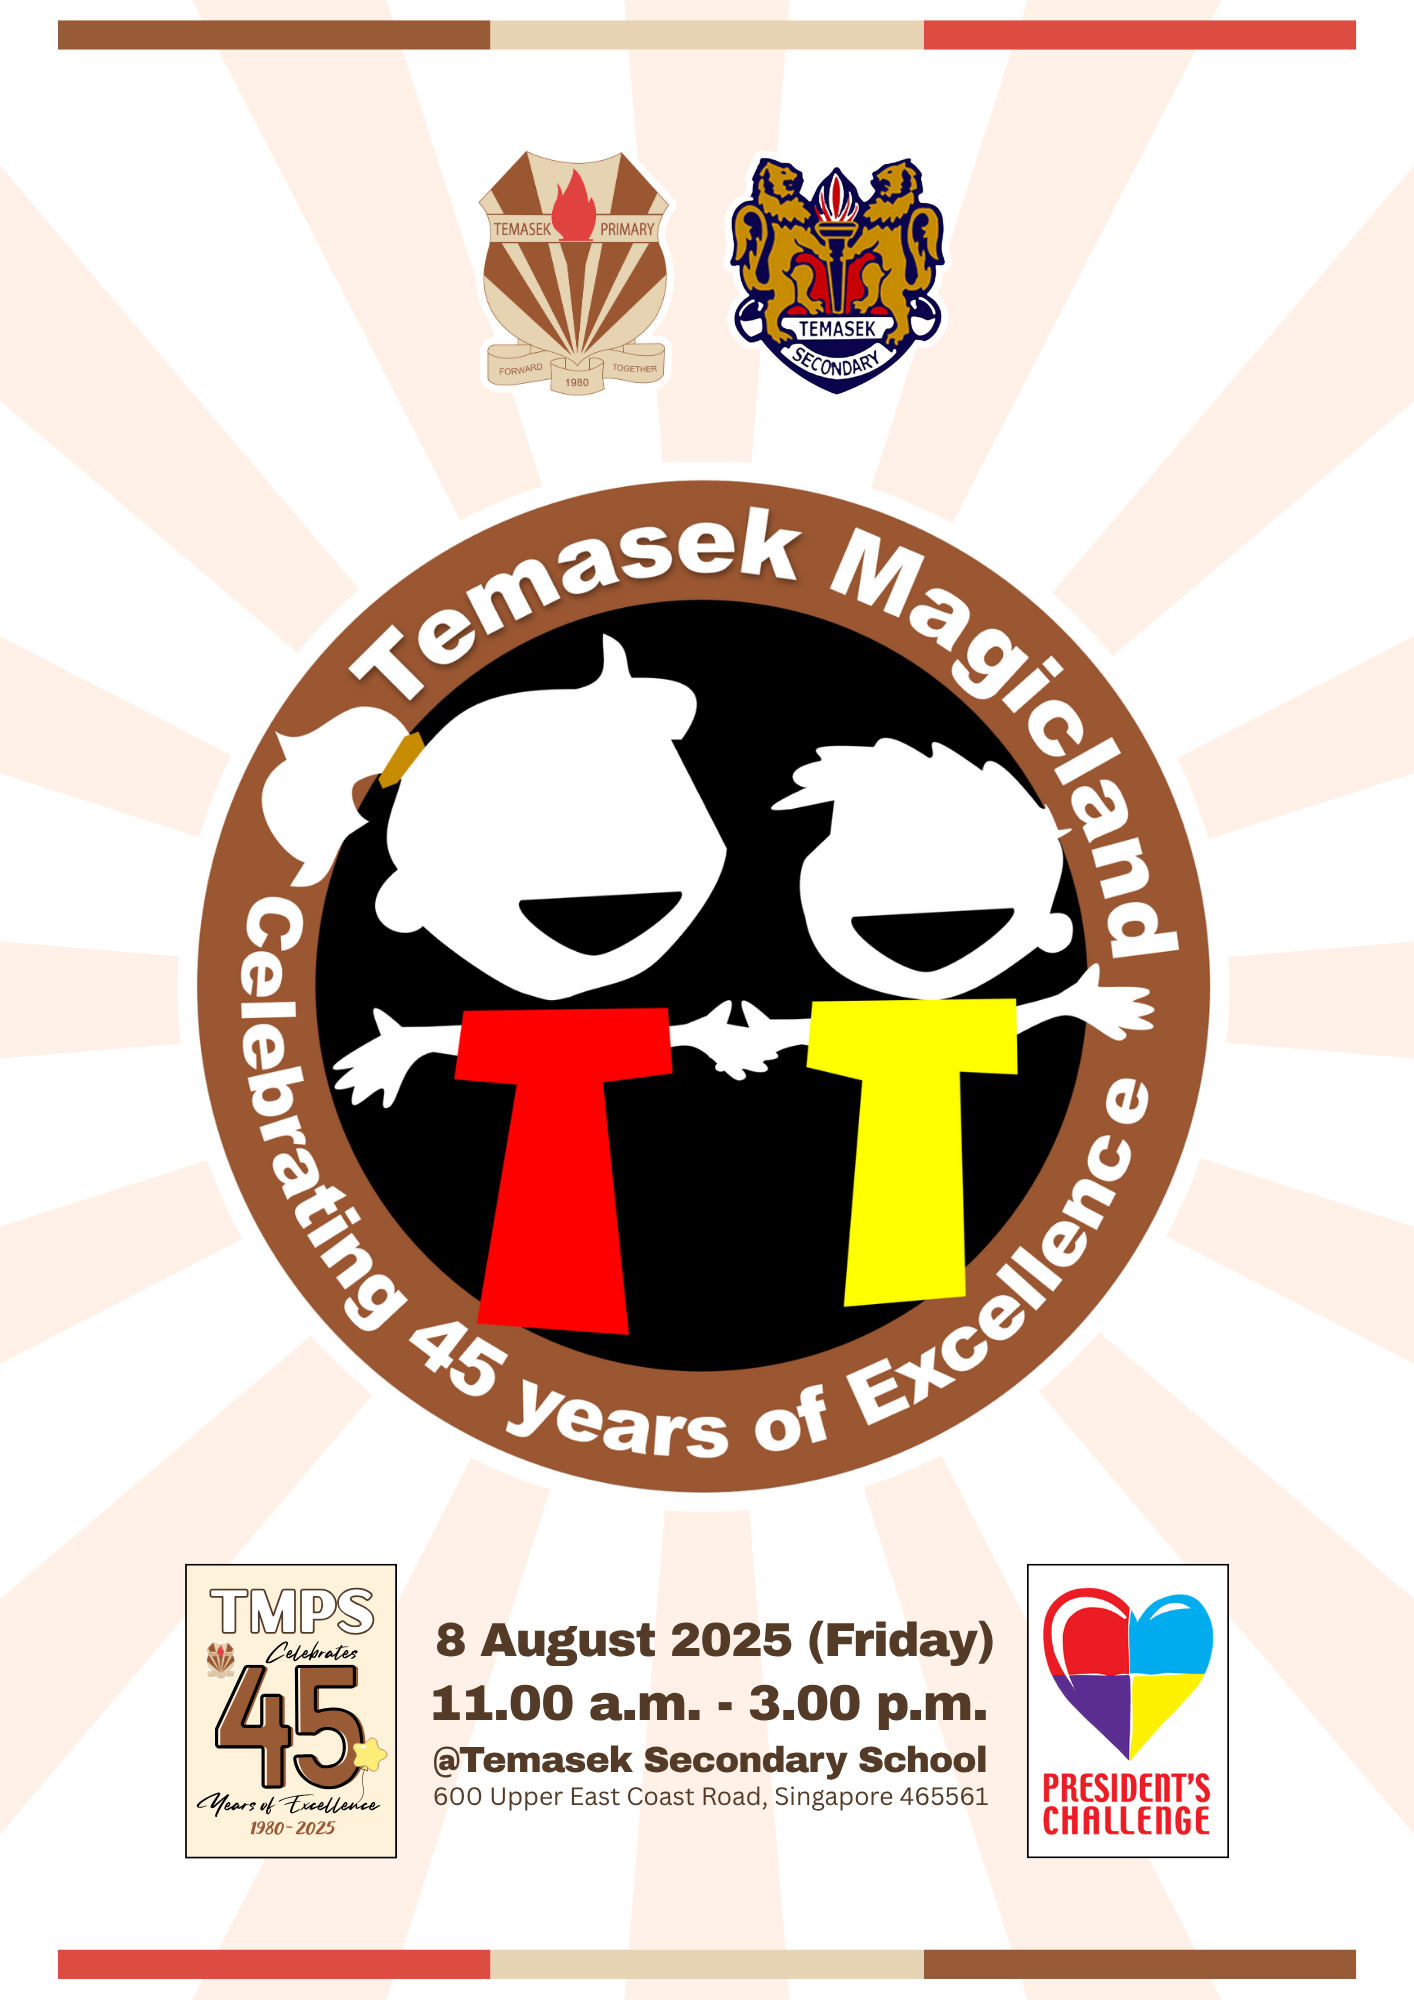 TEMASEK PRIMARY
FORWARD 1980 TOGETHER
TEMASEK
SECONDARY
Temasek Magicland
Celebrating 45 years of Excellence
TMPS
Celebrates
45
Years of Excellence
1980-2025
8 August 2025 (Friday)
11.00 a.m. - 3.00 p.m.
@Temasek Secondary School
600 Upper East Coast Road, Singapore 465561
PRESIDENT'S
CHALLENGE